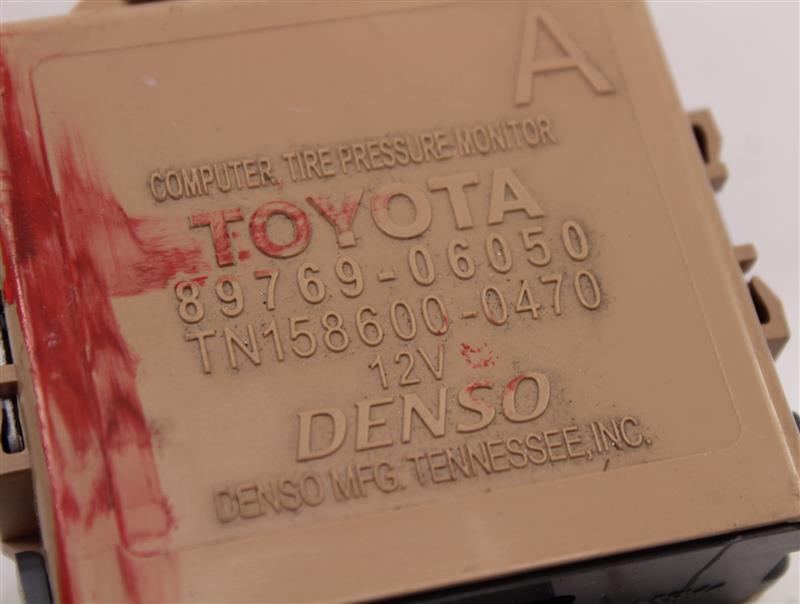 A
COMPUTER, TIRE PRESSURE MONITOR
TOYOTA
89769-06050
TN158600-0470
12V
DENSO
DENSO MFG. TENNESSEE, INC.